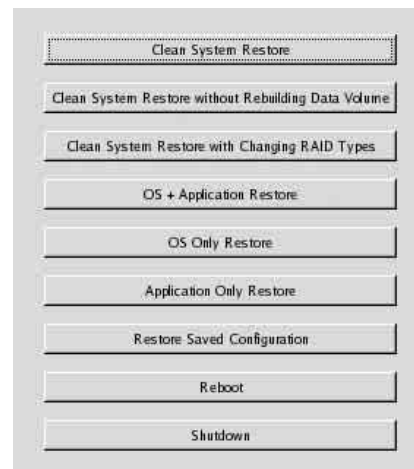 Clean System Restore
Clean System Restore without Rebuilding Data Volume
Clean System Restore with Changing RAID Types
OS + Application Restore
OS Only Restore
Application Only Restore
Restore Saved Configuration
Reboot
Shutdown